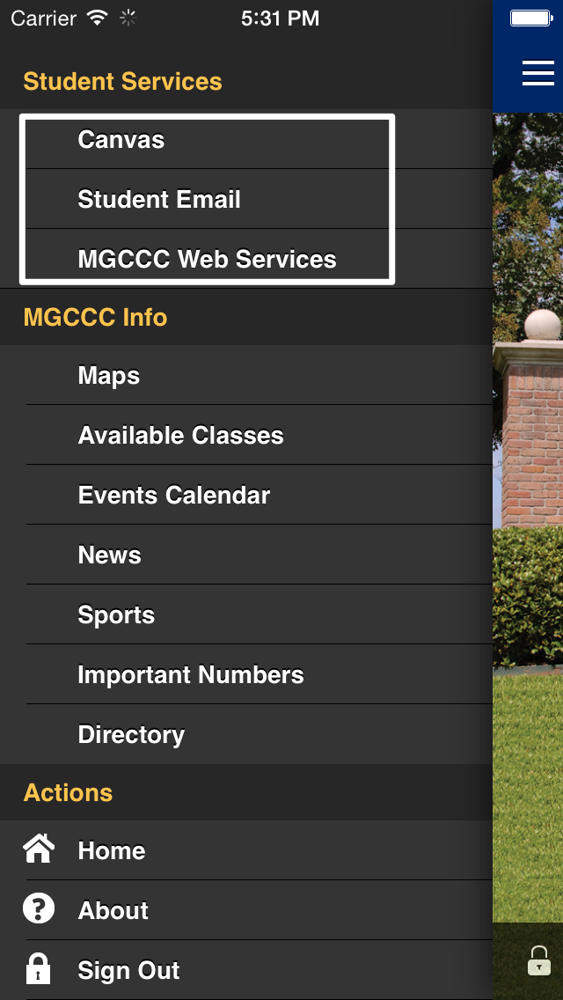 Carrier 5:31 PM
Student Services
Canvas
Student Email
MGCCC Web Services
MGCCC Info
Maps
Available Classes
Events Calendar
News
Sports
Important Numbers
Directory
Actions
Home
? About
Sign Out